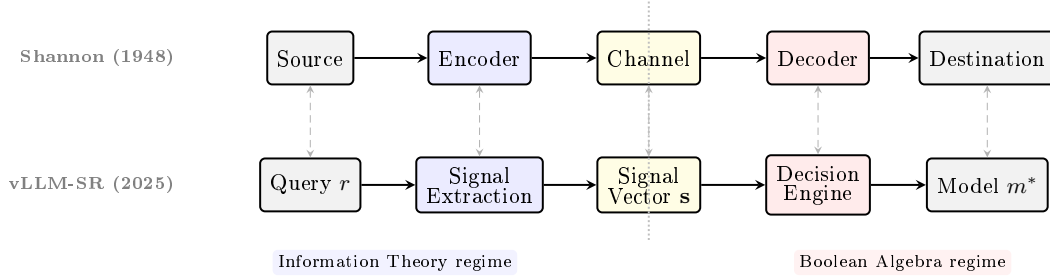 Shannon (1948)
Source
Encoder
Channel
Decoder
Destination
vLLM-SR (2025)
Query r
Signal
Extraction
Signal
Vector s
Decision
Engine
Model m*
Information Theory regime
Boolean Algebra regime